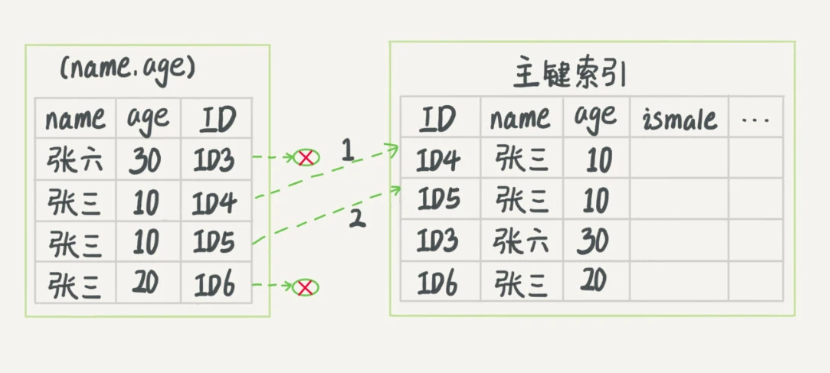 (name.age)
name age ID
张六 30 ID3
张三 10 ID4
张三 10 ID5
张三 20 ID6
1
2
主键索引
ID name age ismale ...
ID4 张三 10
ID5 张三 10
ID3 张六 30
ID6 张三 20